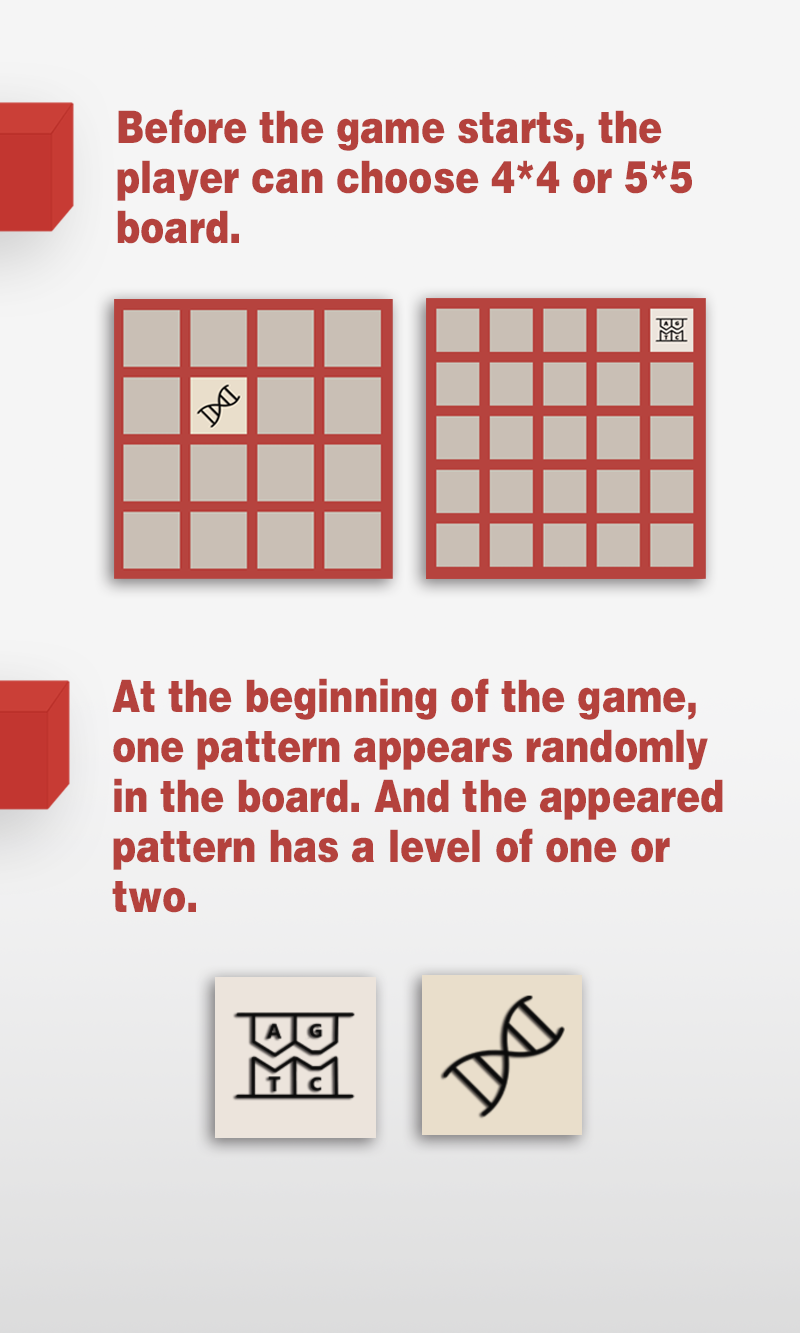 Before the game starts, the
player can choose 4*4 or 5*5
board.
A G
T C
At the beginning of the game,
one pattern appears randomly
in the board. And the appeared
pattern has a level of one or
two.
A G
T C